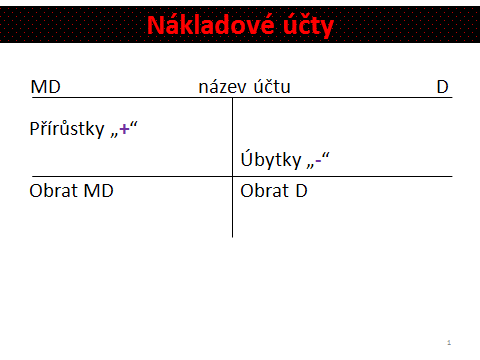 Nákladové účty
MD název účtu D
Přírůstky „+“
Úbytky „-“
Obrat MD Obrat D
1